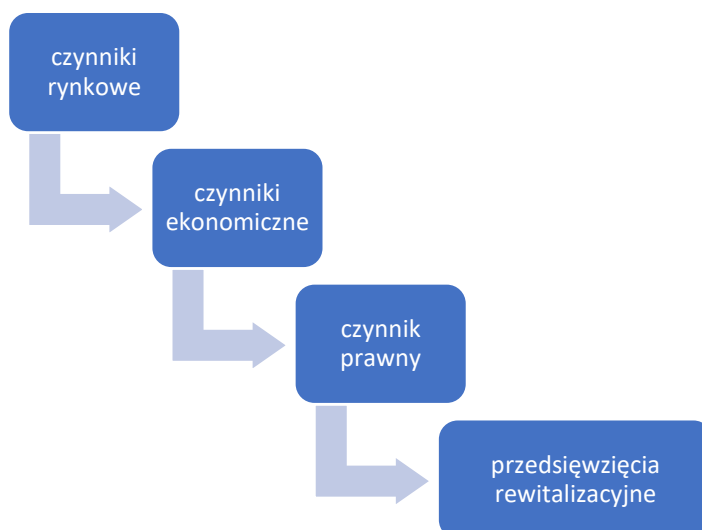 czynniki
rynkowe
czynniki
ekonomiczne
czynnik
prawny
przedsięwzięcia
rewitalizacyjne